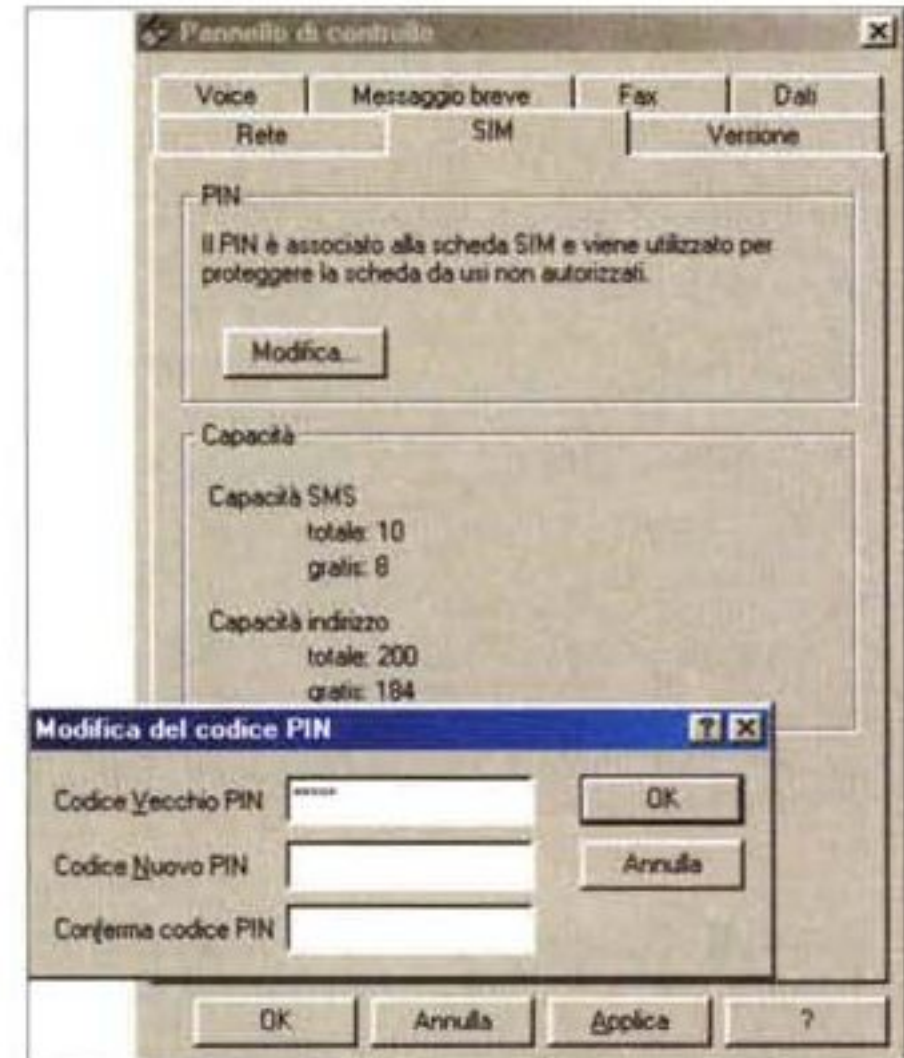 Pannello di controllo
Voice Messaggio breve Fax Dati
Rete SIM Versione
PIN
Il PIN è associato alla scheda SIM e viene utilizzato per
proteggere la scheda da usi non autorizzati.
Modifica...
Capacità
Capacità SMS
totale: 10
gratis: 8
Capacità indirizzo
totale: 200
gratis: 184
Modifica del codice PIN
Codice Vecchio PIN *****
OK
Codice Nuovo PIN
Annulla
Conferma codice PIN
OK Annulla Applica ?